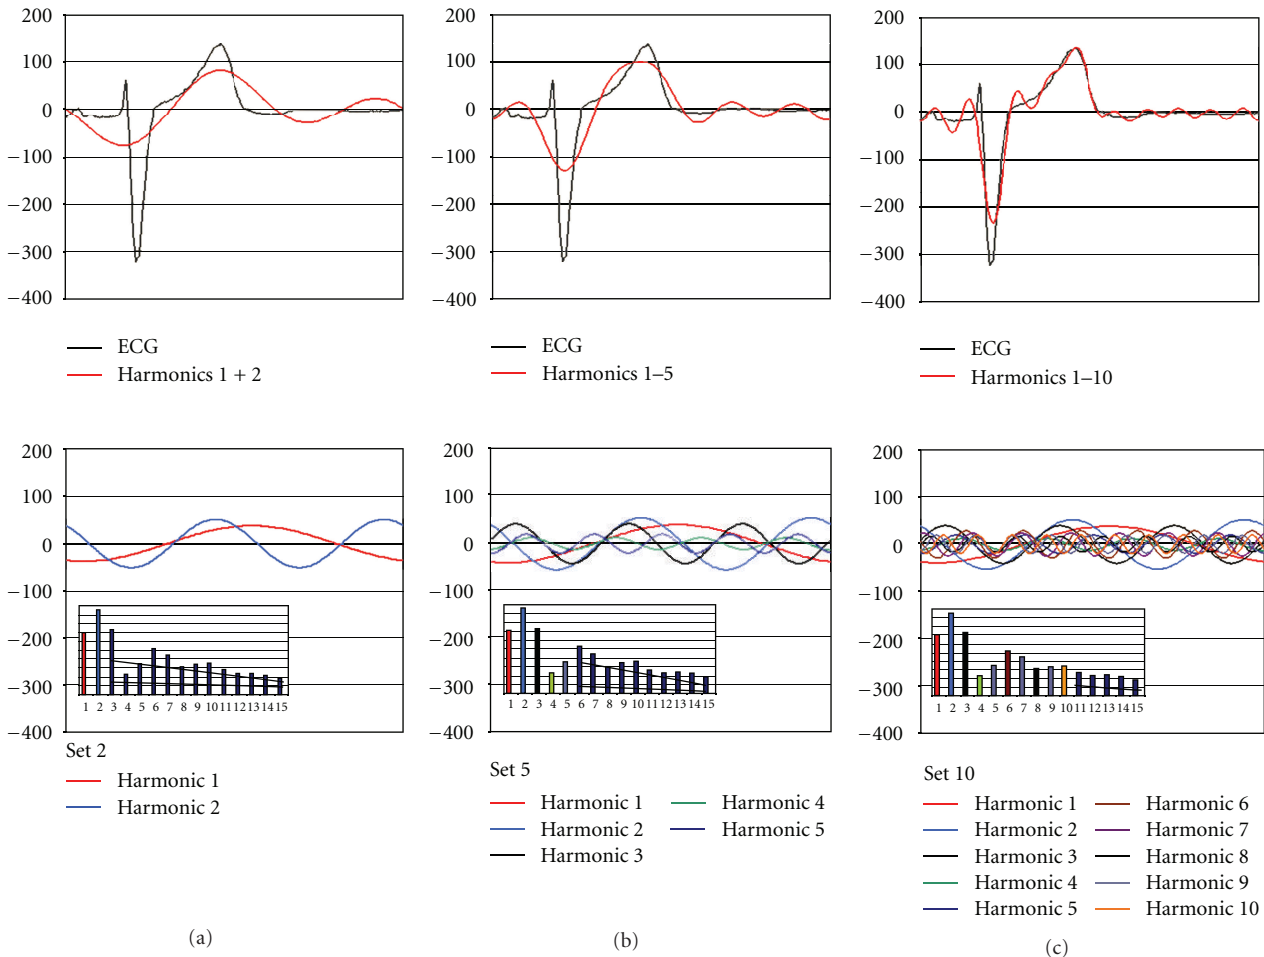 200
100
0
−100
−200
−300
−400
ECG
Harmonics 1 + 2
200
100
0
−100
−200
−300
−400
ECG
Harmonics 1–5
200
100
0
−100
−200
−300
−400
ECG
Harmonics 1–10
200
100
0
−100
−200
−300
−400
1 2 3 4 5 6 7 8 9 10 11 12 13 14 15
Set 2
Harmonic 1
Harmonic 2
(a)
200
100
0
−100
−200
−300
−400
1 2 3 4 5 6 7 8 9 10 11 12 13 14 15
Set 5
Harmonic 1
Harmonic 2
Harmonic 3
Harmonic 4
Harmonic 5
(b)
200
100
0
−100
−200
−300
−400
1 2 3 4 5 6 7 8 9 10 11 12 13 14 15
Set 10
Harmonic 1
Harmonic 2
Harmonic 3
Harmonic 4
Harmonic 5
Harmonic 6
Harmonic 7
Harmonic 8
Harmonic 9
Harmonic 10
(c)